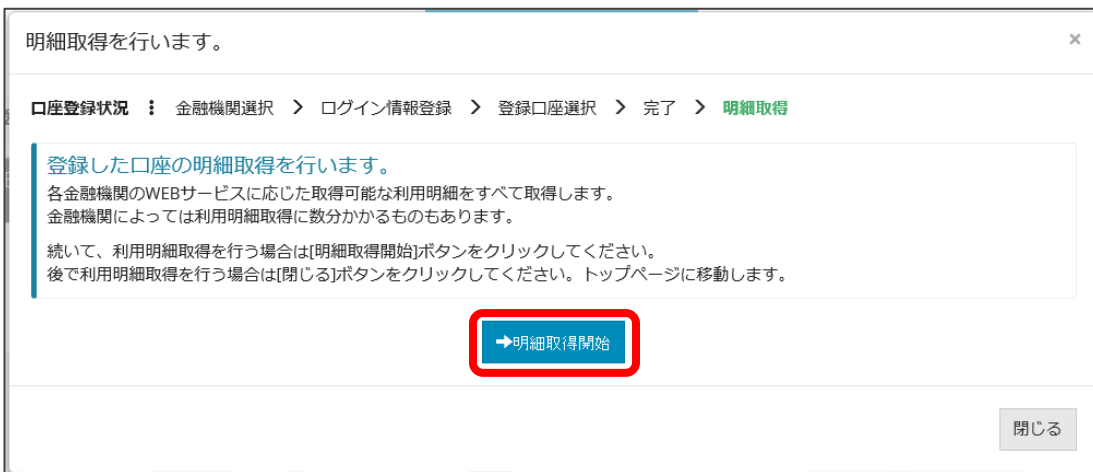 明細取得を行います。
×
口座登録状況 ⋮ 金融機関選択 > ログイン情報登録 > 登録口座選択 > 完了 > 明細取得
登録した口座の明細取得を行います。
各金融機関のWEBサービスに応じた取得可能な利用明細をすべて取得します。
金融機関によっては利用明細取得に数分かかるものもあります。
続いて、利用明細取得を行う場合は[明細取得開始]ボタンをクリックしてください。
後で利用明細取得を行う場合は[閉じる]ボタンをクリックしてください。トップページに移動します。
➔明細取得開始
閉じる